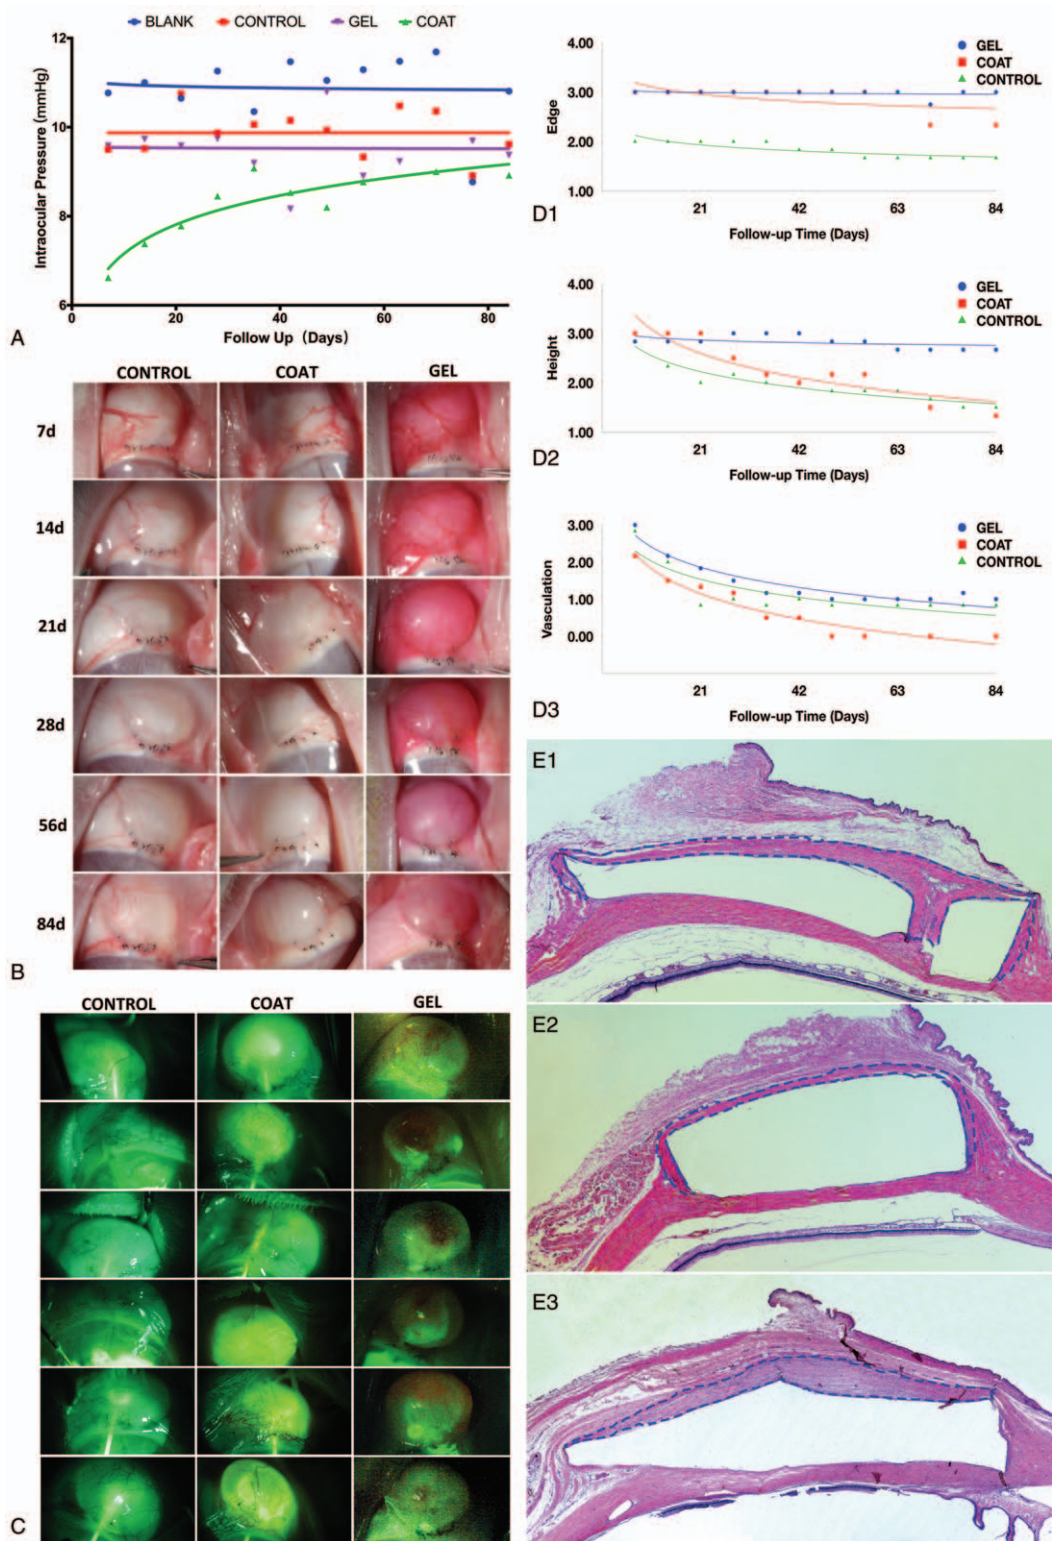 BLANK CONTROL GEL COAT
12
10
8
6
Intraocular Pressure (mmHg)
0 20 40 60 80
Follow Up (Days)
A
CONTROL COAT GEL
7d
14d
21d
28d
56d
84d
B
CONTROL COAT GEL
C
GEL
COAT
CONTROL
4.00
3.00
2.00
1.00
Edge
21 42 63 84
D1
Follow-up Time (Days)
GEL
COAT
CONTROL
4.00
3.00
2.00
1.00
Height
21 42 63 84
D2
Follow-up Time (Days)
GEL
COAT
CONTROL
3.00
2.00
1.00
0.00
Vasculation
21 42 63 84
D3
Follow-up Time (Days)
E1
E2
E3